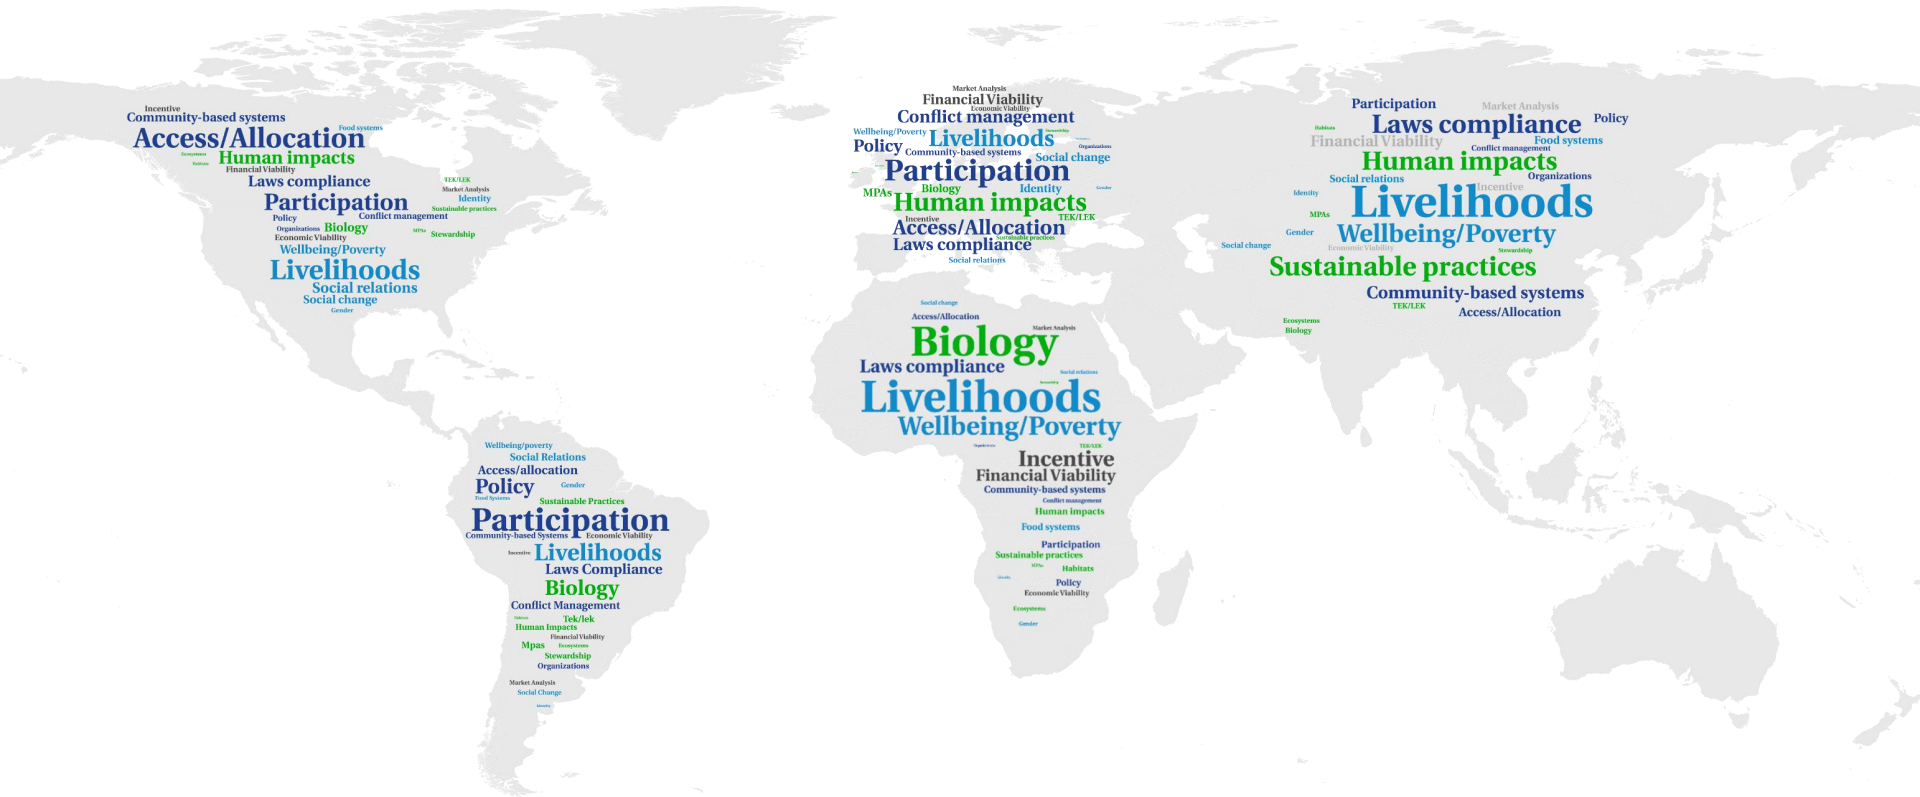 Incentive
Community-based systems
Food systems
Access/Allocation
Ecosystems
Human impacts
Financial Viability
Laws compliance
TEK/LEK
Market Analysis
Identity
Participation
Sustainable practices
Policy
Conflict management
Organizations
Biology
MPAs
Stewardship
Economic Viability
Wellbeing/Poverty
Livelihoods
Social relations
Social change
Gender
Wellbeing/poverty
Social Relations
Access/allocation
Policy
Gender
Food Systems
Sustainable Practices
Participation
Community-based Systems
Economic Viability
Incentive
Livelihoods
Laws Compliance
Biology
Conflict Management
Tek/lek
Human Impacts
Financial Viability
Mpas
Ecosystems
Stewardship
Organizations
Market Analysis
Social Change
Identity
Market Analysis
Financial Viability
Economic Viability
Conflict management
Wellbeing/Poverty
Livelihoods
Stewardship
Policy
Community-based systems
Organizations
Social change
Participation
MPAs
Biology
Identity
Gender
Human impacts
Incentive
TEK/LEK
Access/Allocation
Sustainable practices
Laws compliance
Social relations
Social change
Access/Allocation
Market Analysis
Biology
Laws compliance
Social relations
Stewardship
Livelihoods
Wellbeing/Poverty
TEK/LEK
Incentive
Financial Viability
Community-based systems
Conflict management
Human impacts
Food systems
Participation
Sustainable practices
MPAs
Habitats
Policy
Economic Viability
Ecosystems
Gender
Participation
Market Analysis
Laws compliance
Policy
Habitats
Financial Viability
Food systems
Conflict management
Human impacts
Social relations
Organizations
Incentive
Identity
Livelihoods
MPAs
Gender
Wellbeing/Poverty
Social change
Economic Viability
Stewardship
Sustainable practices
Community-based systems
TEK/LEK
Access/Allocation
Ecosystems
Biology